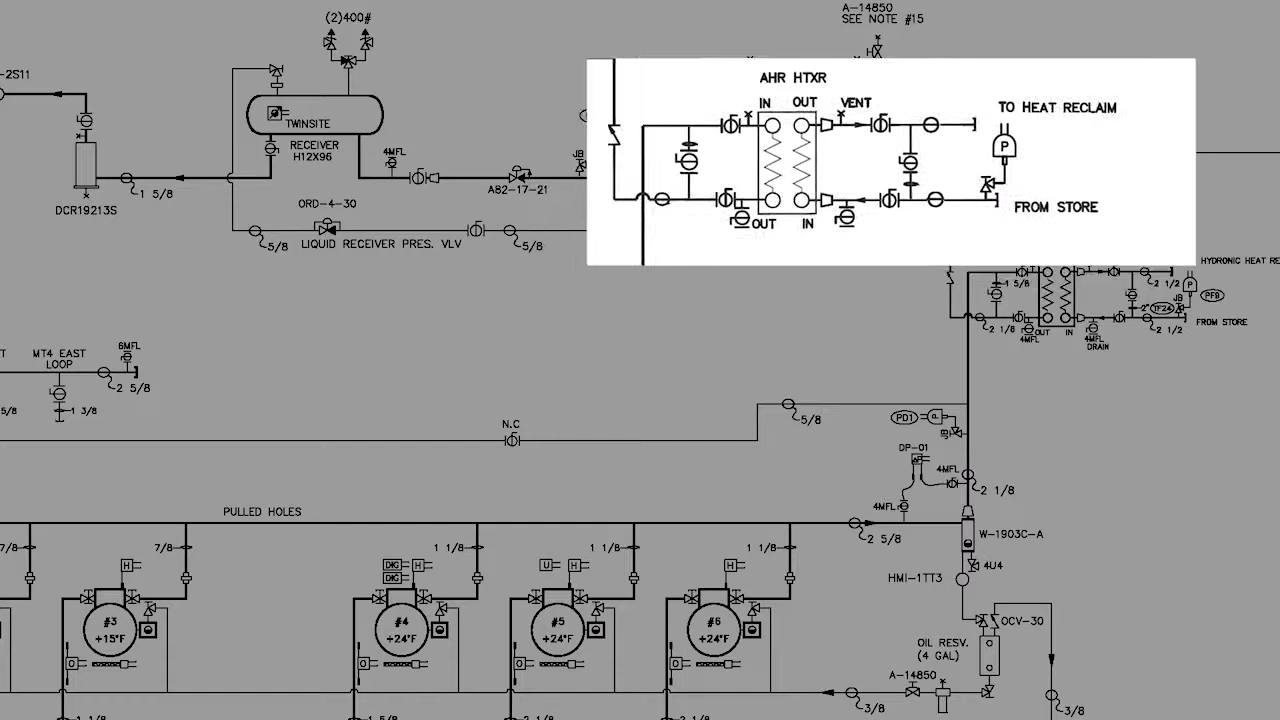 (2)400#
A-14850
SEE NOTE #15
-2S11
TWINSITE
RECEIVER
H12X96
4MFL
JB
1 5/8
A82-17-21
DCR19213S
ORD-4-30
5/8
LIQUID RECEIVER PRES. VLV
5/8
AHR HTXR
IN
OUT
VENT
TO HEAT RECLAIM
P
OUT
IN
FROM STORE
HYDRONIC HEAT RE
1 5/8
2 1/2
P
PF9
2"
TF24
JB
2 1/8
OUT
IN
2 1/2
FROM STORE
4MFL
4MFL
DRAIN
T
MT4 EAST
LOOP
6MFL
2 5/8
5/8
1 3/8
N.C
5/8
PD1
JB
DP-01
4MFL
2 1/8
4MFL
PULLED HOLES
2 5/8
W-1903C-A
7/8
7/8
1 1/8
1 1/8
1 1/8
H
DIG
H
DIG
U
H
H
4U4
HMI-1TT3
#3
+15°F
#4
+24°F
#5
+24°F
#6
+24°F
OCV-30
O
O
O
O
OIL RESV.
(4 GAL)
A-14850
3/8
3/8
1 1/8
1 5/8
2 1/8
2 1/8